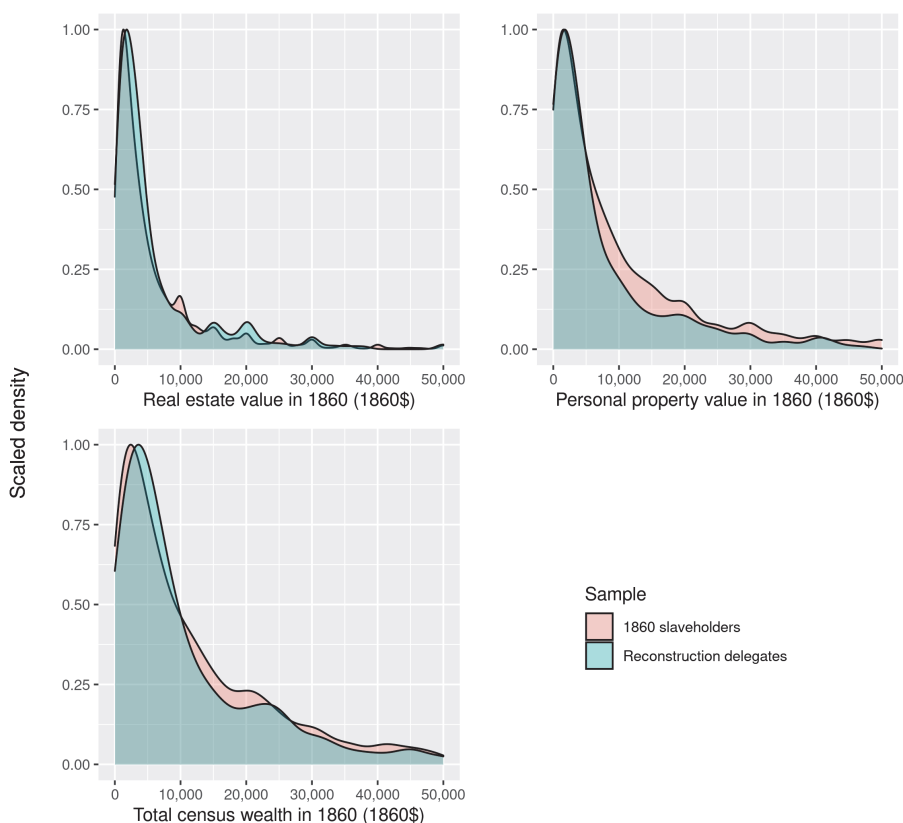 Scaled density
1.00
0.75
0.50
0.25
0.00
0 10,000 20,000 30,000 40,000 50,000
Real estate value in 1860 (1860$)
1.00
0.75
0.50
0.25
0.00
0 10,000 20,000 30,000 40,000 50,000
Personal property value in 1860 (1860$)
1.00
0.75
0.50
0.25
0.00
0 10,000 20,000 30,000 40,000 50,000
Total census wealth in 1860 (1860$)
Sample
1860 slaveholders
Reconstruction delegates